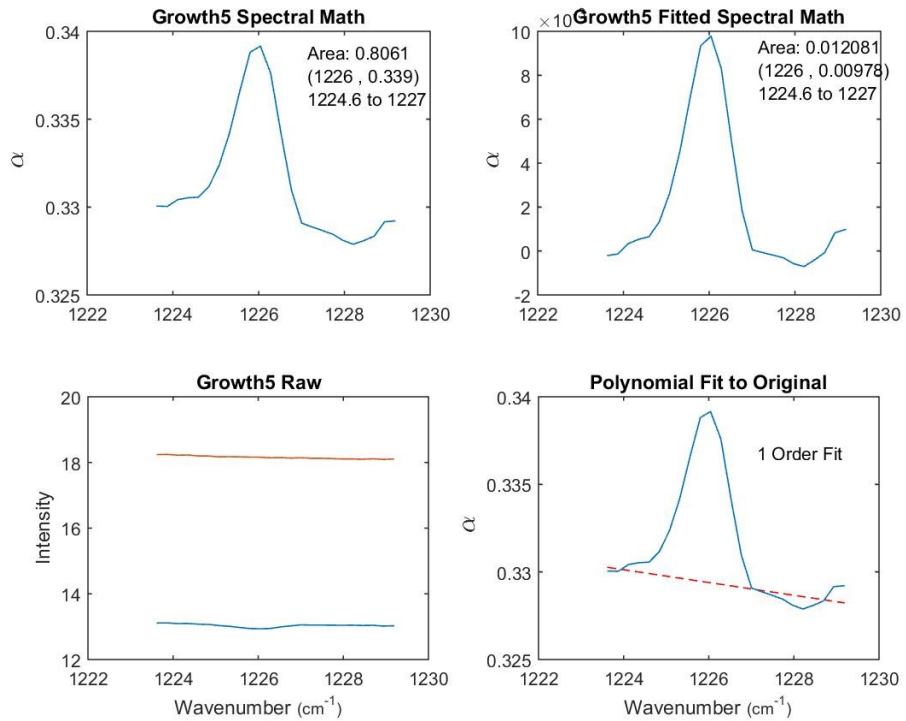 Growth5 Spectral Math
0.34
0.335
0.33
0.325
α
Area: 0.8061
(1226 , 0.339)
1224.6 to 1227
1222 1224 1226 1228 1230
Growth5 Fitted Spectral Math
10
8
6
4
2
0
-2
α
Area: 0.012081
(1226 , 0.00978)
1224.6 to 1227
1222 1224 1226 1228 1230
Growth5 Raw
20
18
16
14
12
Intensity
1222 1224 1226 1228 1230
Wavenumber (cm⁻¹)
Polynomial Fit to Original
0.34
0.335
0.33
0.325
α
1 Order Fit
1222 1224 1226 1228 1230
Wavenumber (cm⁻¹)